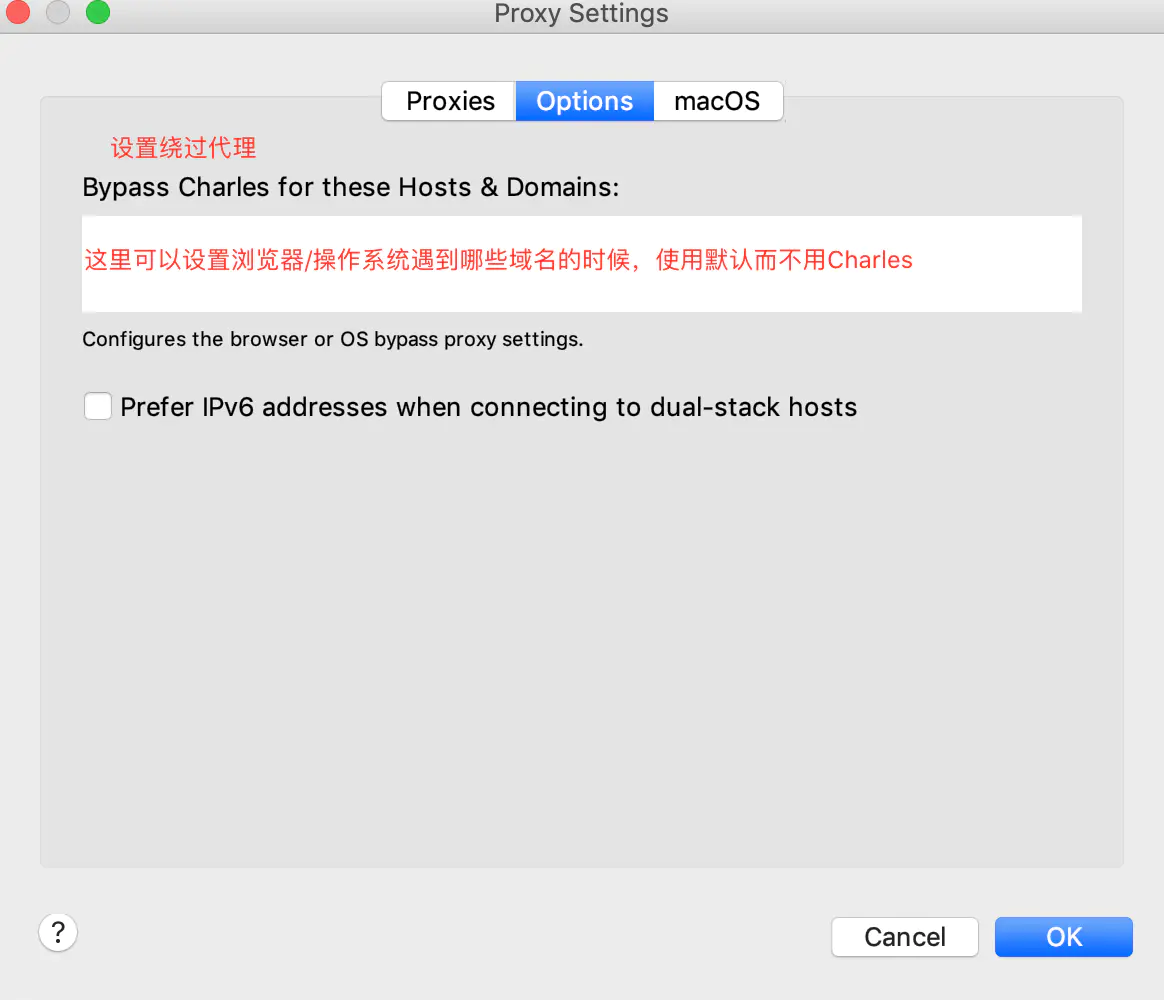 Proxy Settings
Proxies Options macOS
设置绕过代理
Bypass Charles for these Hosts & Domains:
这里可以设置浏览器/操作系统遇到哪些域名的时候，使用默认而不用Charles
Configures the browser or OS bypass proxy settings.
Prefer IPv6 addresses when connecting to dual-stack hosts
? Cancel OK